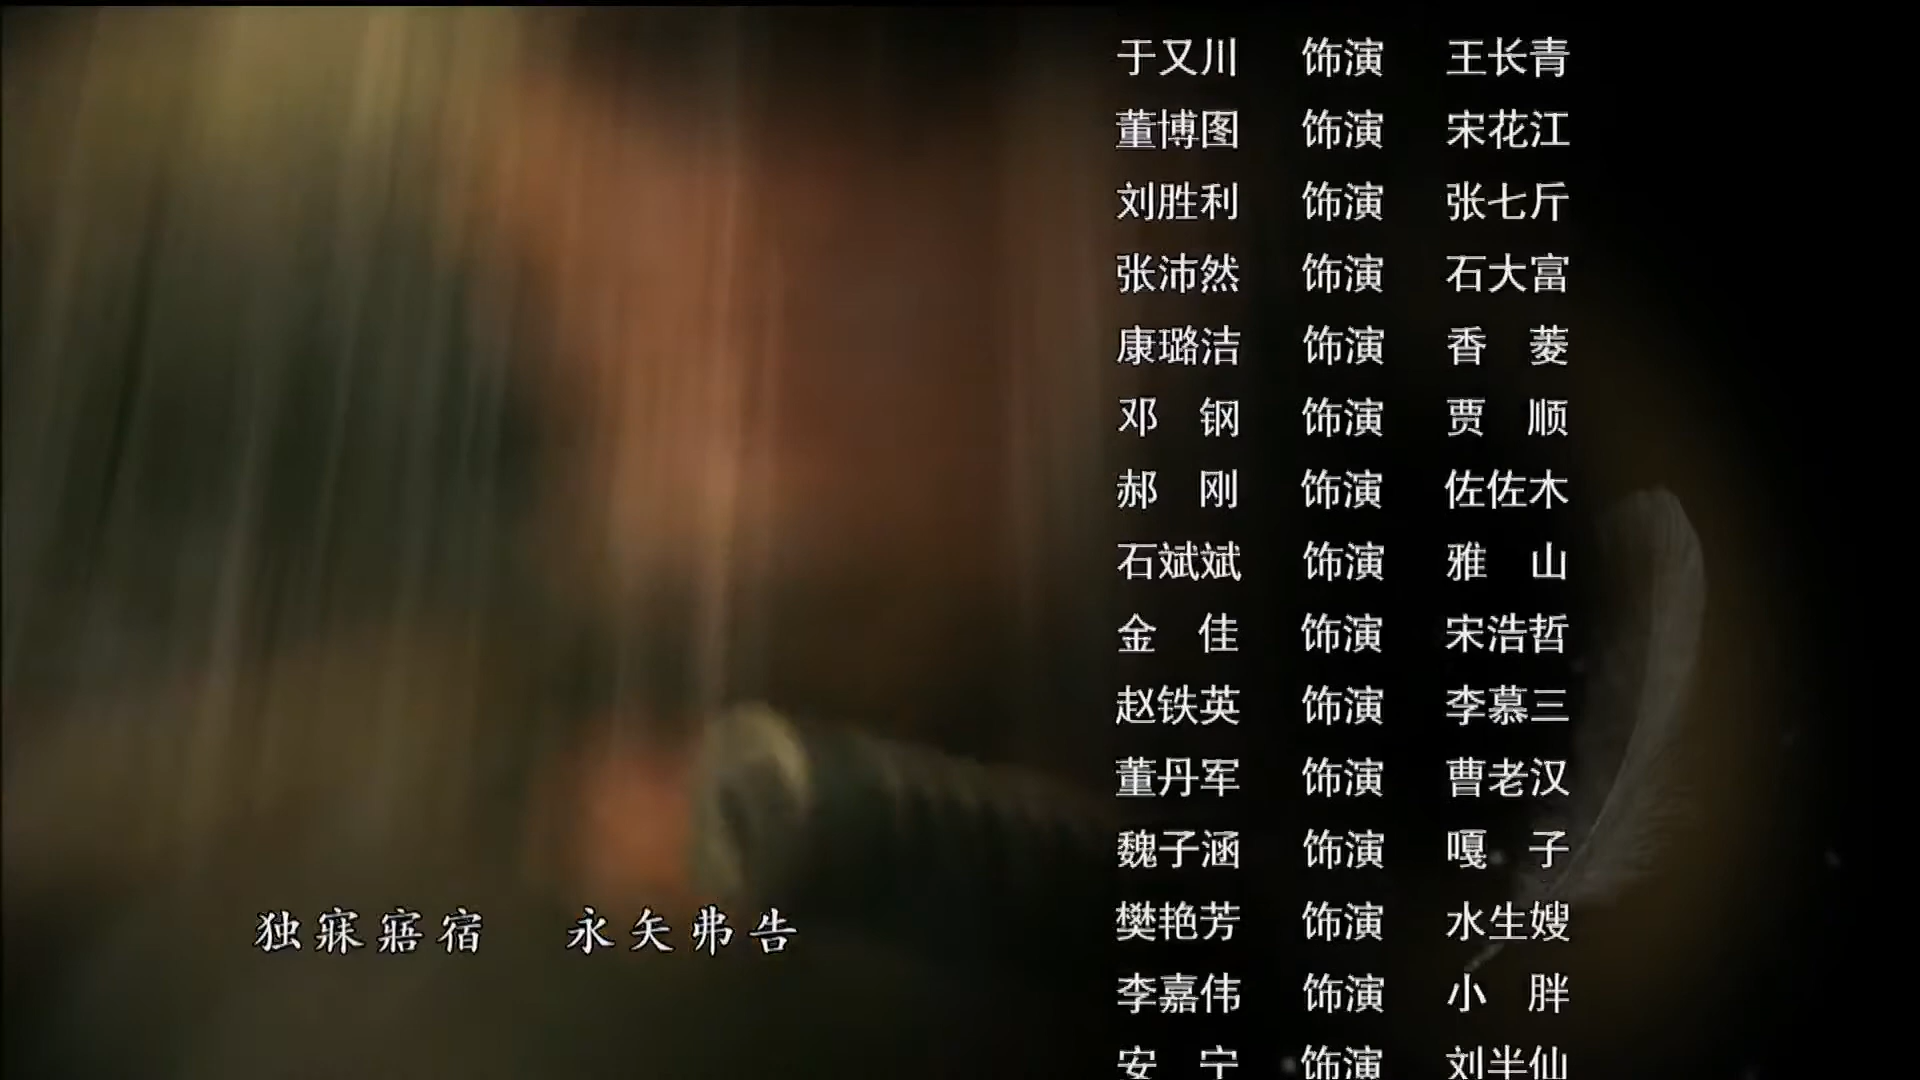 于又川 饰演 王长青
董博图 饰演 宋花江
刘胜利 饰演 张七斤
张沛然 饰演 石大富
康璐洁 饰演 香 菱
邓 钢 饰演 贾 顺
郝 刚 饰演 佐佐木
石斌斌 饰演 雅 山
金 佳 饰演 宋浩哲
赵铁英 饰演 李慕三
董丹军 饰演 曹老汉
魏子涵 饰演 嘎 子
樊艳芳 饰演 水生嫂
李嘉伟 饰演 小 胖
安 宁 饰演 刘半仙
独寐寤宿 永矢弗告